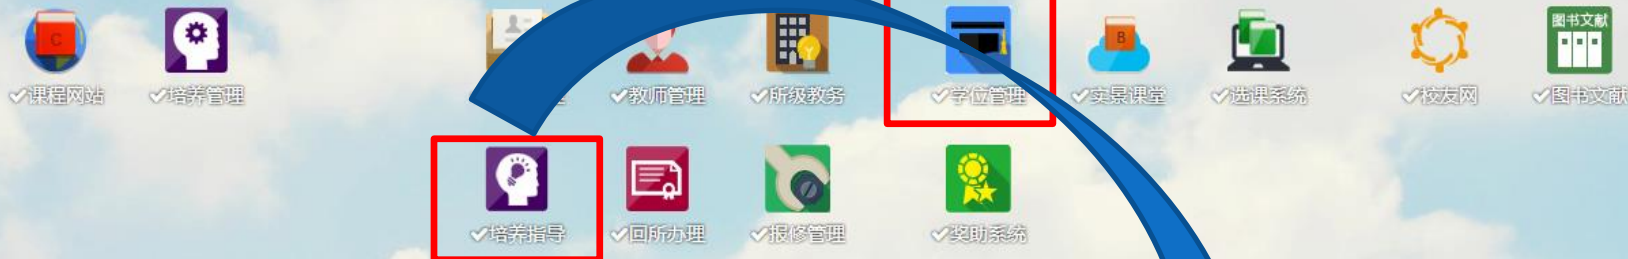 C
B
图书文献
✓课程网站
✓培养管理
✓教师管理
✓所级教务
✓学位管理
✓实景课堂
✓选课系统
✓校友网
✓图书文献
✓培养指导
✓回所办理
✓报修管理
✓奖助系统